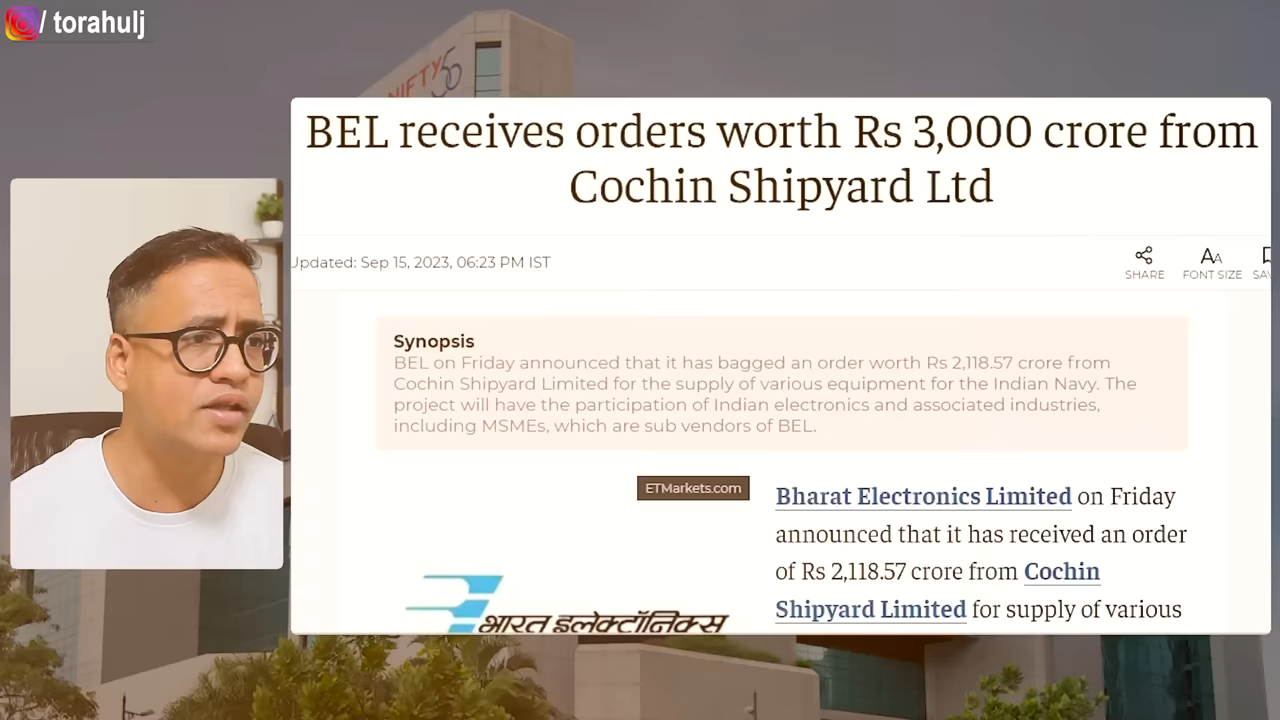 / torahulj
NIFTY 50
BEL receives orders worth Rs 3,000 crore from
Cochin Shipyard Ltd
Updated: Sep 15, 2023, 06:23 PM IST
SHARE
AA
FONT SIZE
Synopsis
BEL on Friday announced that it has bagged an order worth Rs 2,118.57 crore from
Cochin Shipyard Limited for the supply of various equipment for the Indian Navy. The
project will have the participation of Indian electronics and associated industries,
including MSMEs, which are sub vendors of BEL.
ETMarkets.com
Bharat Electronics Limited on Friday
announced that it has received an order
of Rs 2,118.57 crore from Cochin
Shipyard Limited for supply of various
भारत इलेक्टॉनिक्स